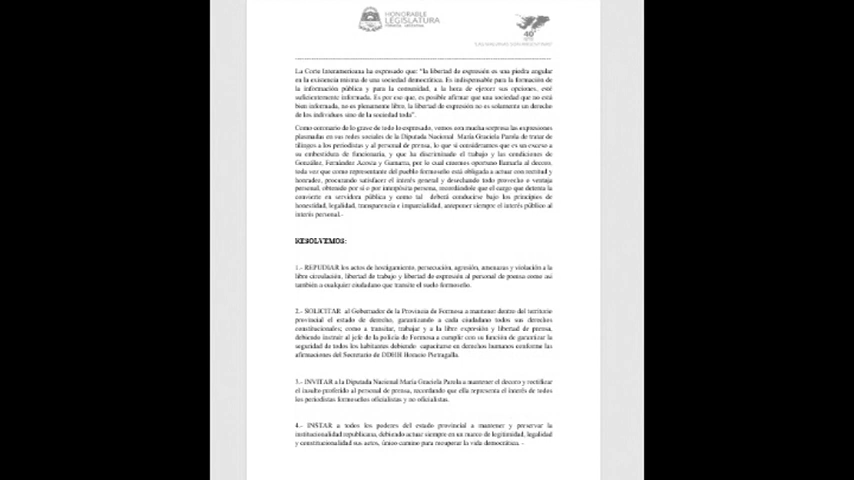 HONORABLE
LEGISLATURA
40
La Corte Interamericana ha expresado que: "la libertad de expresión es una piedra angular
en la existencia misma de una sociedad democrática. Es indispensable para la formación de
la información pública y para la comunidad, a la hora de ejercer sus opciones, esté
suficientemente informada. Es por eso que, es posible afirmar que una sociedad que no está
bien informada, no es plenamente libre, la libertad de expresión no es solamente un derecho
de los individuos sino de la sociedad toda".
Como corolario de lo grave de todo lo expresado, vemos con mucha sorpresa las expresiones
plasmadas en sus redes sociales de la Diputada Nacional María Graciela Parola de tratar de
tilingos a los periodistas y al personal de prensa, lo que si consideramos que es un exceso a
su embestidura de funcionaria, y que ha discriminado el trabajo y las condiciones de
González, Fernández Acosta y Gamarra, por lo cual creemos oportuno llamarla al decoro,
toda vez que como representante del pueblo formoseño está obligada a actuar con rectitud y
honradez, procurando satisfacer el interés general y desechando todo provecho o ventaja
personal, obtenido por sí o por interpósita persona, recordándole que el cargo que detenta la
convierte en servidora pública y como tal deberá conducirse bajo los principios de
honestidad, legalidad, transparencia e imparcialidad, anteponer siempre el interés público al
interés personal.-
RESOLVEMOS:
1.- REPUDIAR los actos de hostigamiento, persecución, agresión, amenazas y violación a la
libre circulación, libertad de trabajo y libertad de expresión al personal de prensa como así
también a cualquier ciudadano que transite el suelo formoseño.
2.- SOLICITAR al Gobernador de la Provincia de Formosa a mantener dentro del territorio
provincial el estado de derecho, garantizando a cada ciudadano todos sus derechos
constitucionales; como a transitar, trabajar y a la libre expresión y libertad de prensa,
debiendo instruir al jefe de la policía de Formosa a cumplir con su función de garantizar la
seguridad de todos los habitantes debiendo capacitarse en derechos humanos conforme las
afirmaciones del Secretario de DDHH Horacio Pietragalla.
3.- INVITAR a la Diputada Nacional María Graciela Parola a mantener el decoro y rectificar
el insulto proferido al personal de prensa, recordando que ella representa el interés de todos
los periodistas formoseños oficialistas y no oficialistas.
4.- INSTAR a todos los poderes del estado provincial a mantener y preservar la
institucionalidad republicana, debiendo actuar siempre en un marco de legitimidad, legalidad
y constitucionalidad sus actos, único camino para recuperar la vida democrática. -